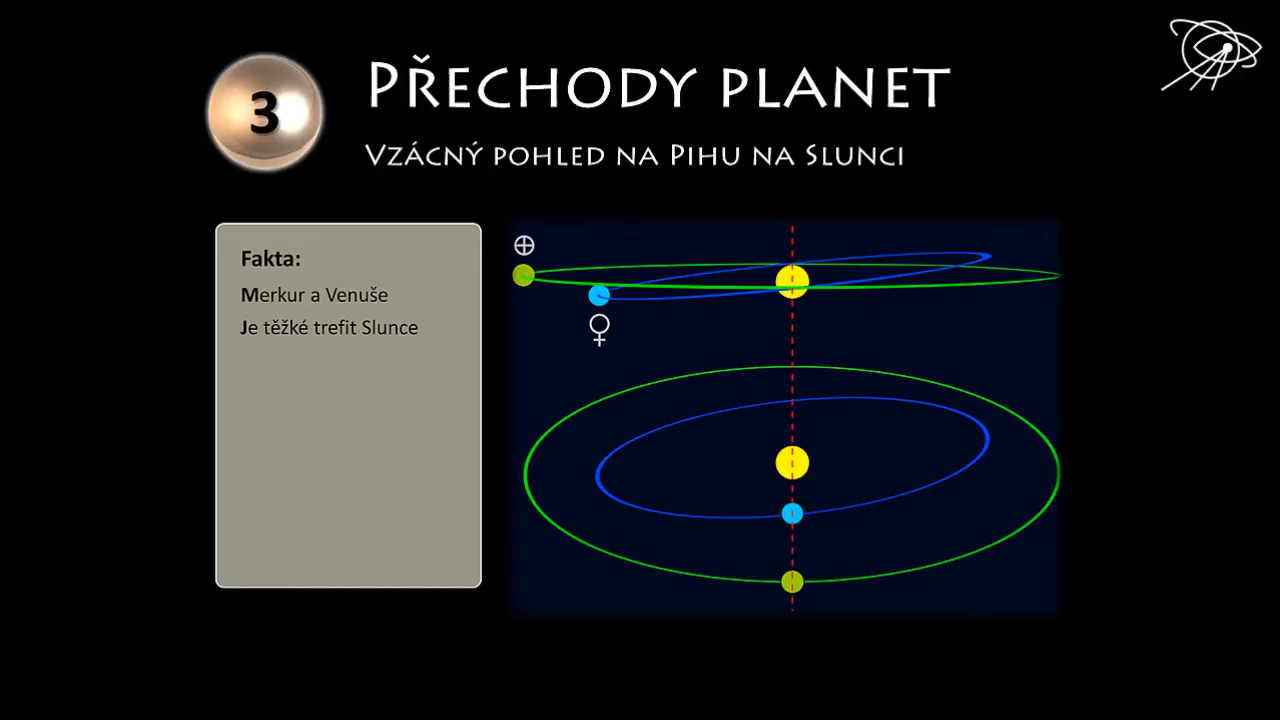 3
Přechody planet
Vzácný pohled na Pihu na Slunci
Fakta:
Merkur a Venuše
Je těžké trefit Slunce
⊕
♀